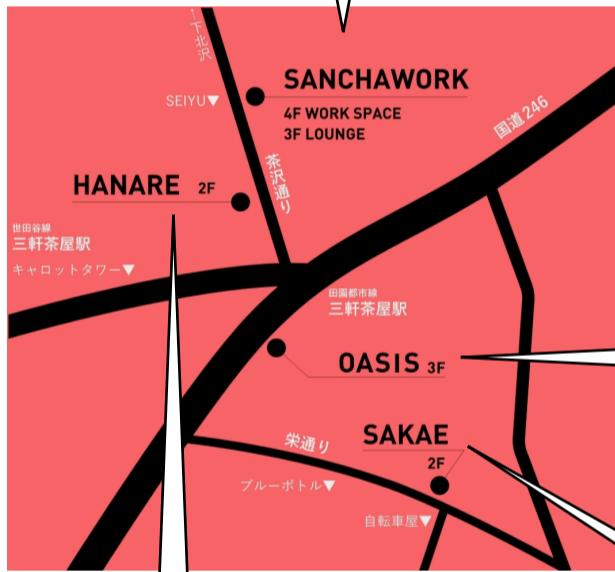 ←下北沢
SANCHAWORK
SEIYU▼
4F WORK SPACE
3F LOUNGE
国道246
茶沢通り
HANARE 2F
世田谷線
三軒茶屋駅
キャロットタワー▼
田園都市線
三軒茶屋駅
OASIS 3F
栄通り
SAKAE
2F
ブルーボトル▼
自転車屋▼